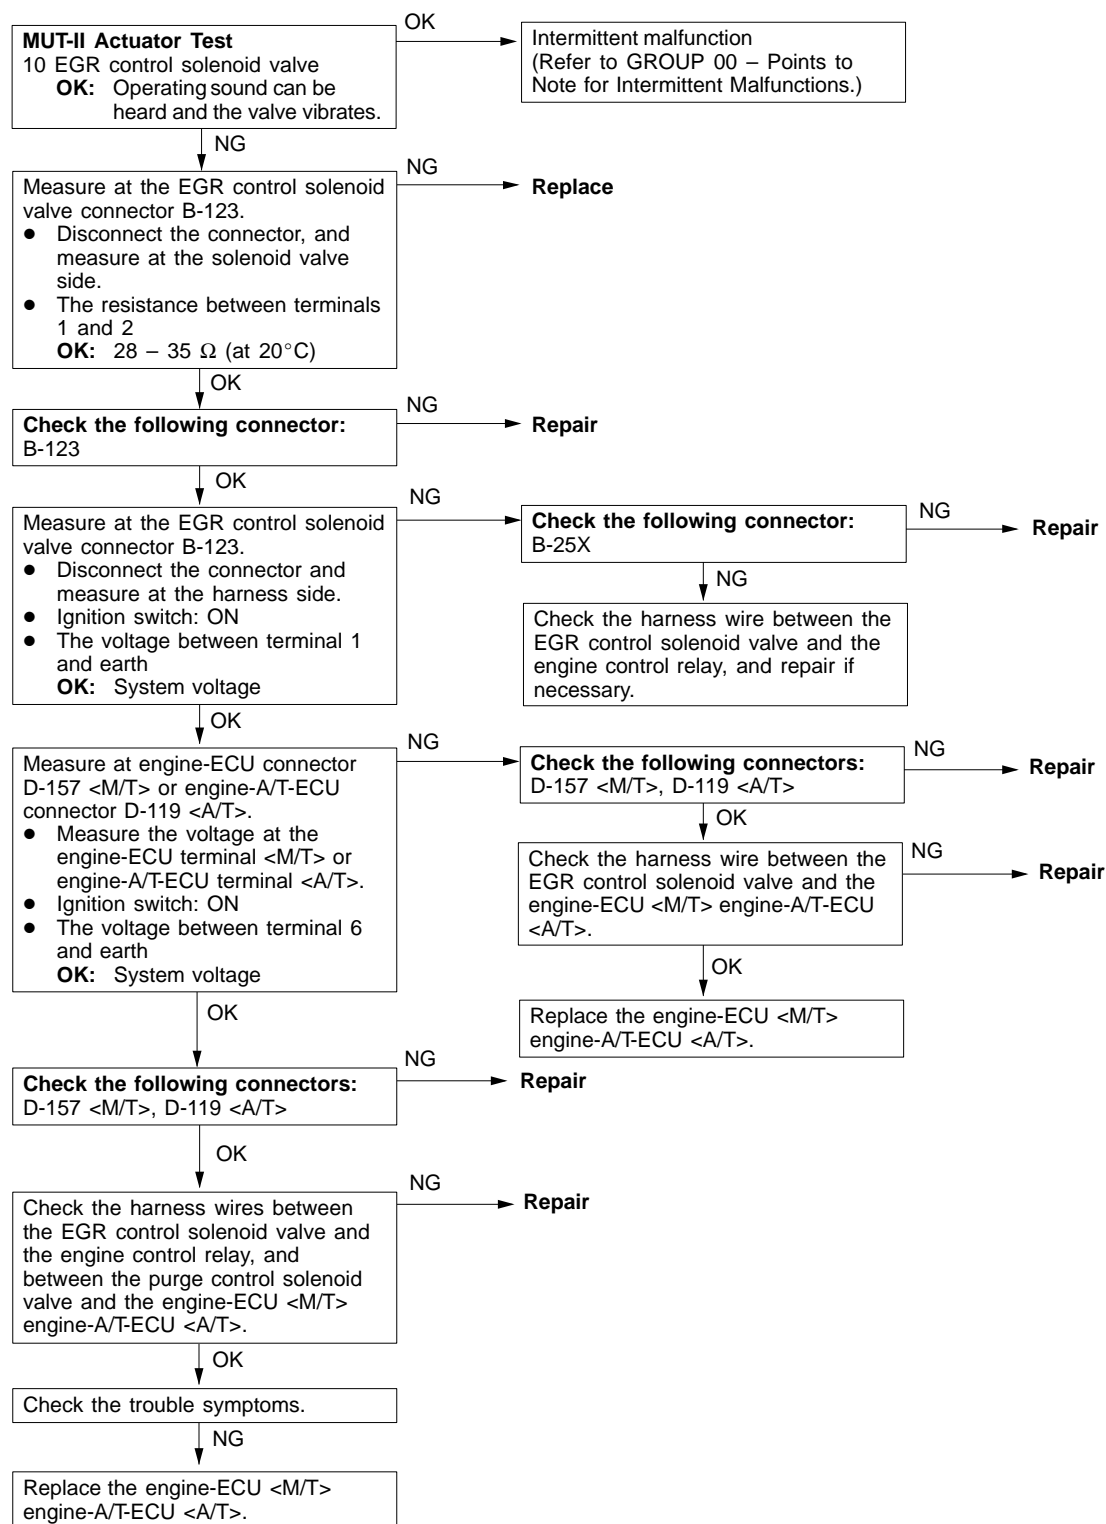 MUT-II Actuator Test
10 EGR control solenoid valve
OK: Operating sound can be
heard and the valve vibrates.
OK
Intermittent malfunction
(Refer to GROUP 00 – Points to
Note for Intermittent Malfunctions.)
NG
Measure at the EGR control solenoid
valve connector B-123.
● Disconnect the connector, and
measure at the solenoid valve
side.
● The resistance between terminals
1 and 2
OK: 28 – 35 Ω (at 20°C)
NG
Replace
OK
Check the following connector:
B-123
NG
Repair
OK
Measure at the EGR control solenoid
valve connector B-123.
● Disconnect the connector and
measure at the harness side.
● Ignition switch: ON
● The voltage between terminal 1
and earth
OK: System voltage
NG
Check the following connector:
B-25X
NG
Repair
NG
Check the harness wire between the
EGR control solenoid valve and the
engine control relay, and repair if
necessary.
OK
Measure at engine-ECU connector
D-157 <M/T> or engine-A/T-ECU
connector D-119 <A/T>.
● Measure the voltage at the
engine-ECU terminal <M/T> or
engine-A/T-ECU terminal <A/T>.
● Ignition switch: ON
● The voltage between terminal 6
and earth
OK: System voltage
NG
Check the following connectors:
D-157 <M/T>, D-119 <A/T>
NG
Repair
OK
Check the harness wire between the
EGR control solenoid valve and the
engine-ECU <M/T> engine-A/T-ECU
<A/T>.
NG
Repair
OK
Replace the engine-ECU <M/T>
engine-A/T-ECU <A/T>.
OK
Check the following connectors:
D-157 <M/T>, D-119 <A/T>
NG
Repair
OK
Check the harness wires between
the EGR control solenoid valve and
the engine control relay, and
between the purge control solenoid
valve and the engine-ECU <M/T>
engine-A/T-ECU <A/T>.
NG
Repair
OK
Check the trouble symptoms.
NG
Replace the engine-ECU <M/T>
engine-A/T-ECU <A/T>.